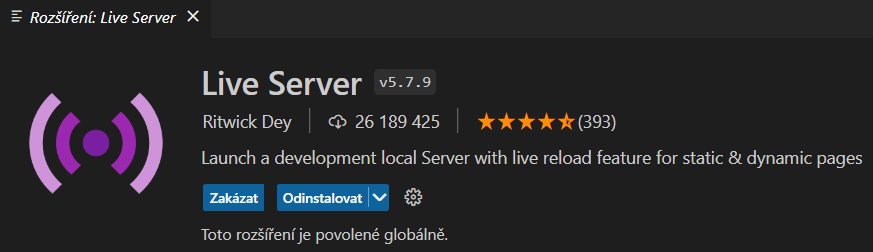 Rozšíření: Live Server
Live Server v5.7.9
Ritwick Dey 26 189 425 (393)
Launch a development local Server with live reload feature for static & dynamic pages
Zakázat Odinstalovat
Toto rozšíření je povolené globálně.